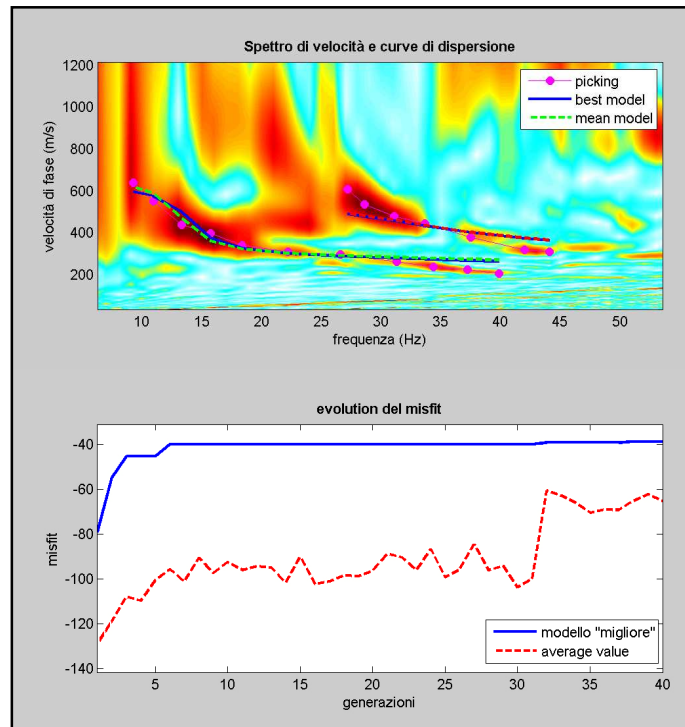 Spettro di velocità e curve di dispersione
1200
1000
800
600
400
200
velocità di fase (m/s)
picking
best model
mean model
10 15 20 25 30 35 40 45 50
frequenza (Hz)
evolution del misfit
-40
-60
-80
-100
-120
-140
misfit
modello "migliore"
average value
5 10 15 20 25 30 35 40
generazioni